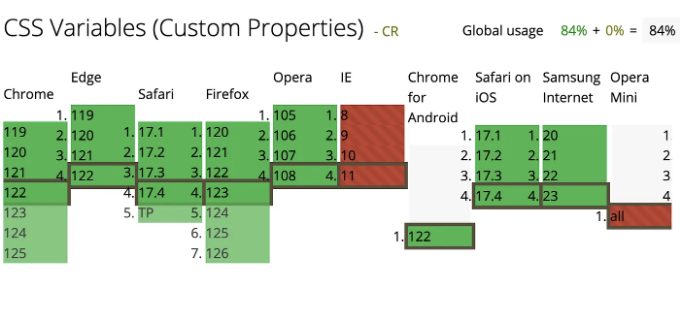 CSS Variables (Custom Properties) - CR
Global usage 84% + 0% = 84%
Chrome Edge Safari Firefox Opera IE Chrome for Android Safari on iOS Samsung Internet Opera Mini
1. 119 1. 105 1. 8
119 2. 120 1. 17.1 1. 120 2. 106 2. 9 1. 17.1 1. 20 1
120 3. 121 2. 17.2 2. 121 3. 107 3. 10 2. 17.2 2. 21 2
121 4. 122 3. 17.3 3. 122 4. 108 4. 11 3. 17.3 3. 22 3
122 4. 17.4 4. 123 4. 17.4 4. 23 4
123 5. TP 5. 124 1. all
124 6. 125 1. 122
125 7. 126